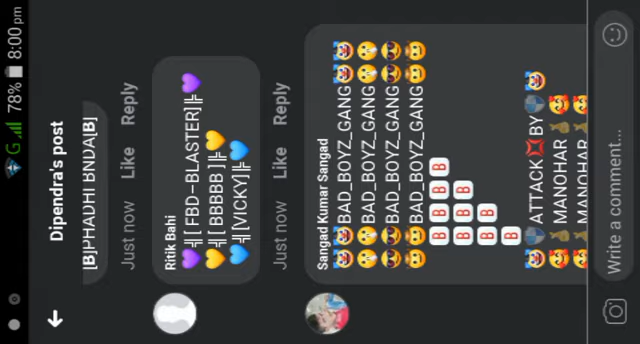 G 78% 8:00 pm
Dipendra's post
[B]PHADHI BNDA[B]
Just now Like Reply
Ritik Bahi
💜╣[ FBD-BLASTER]╠💜
💛╣[ BBBBB ]╠💛
💙╣[VICKY]╠💙
Just now Like Reply
Sangad Kumar Sangad
BAD_BOYZ_GANG
BAD_BOYZ_GANG
BAD_BOYZ_GANG
BAD_BOYZ_GANG
B B B B
B B B
B B
B
ATTACK💢BY
MANOHAR
MANOHAR
Write a comment...